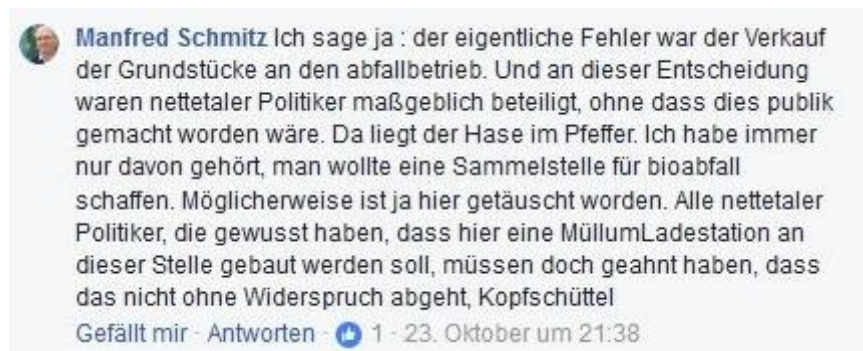 Manfred Schmitz Ich sage ja : der eigentliche Fehler war der Verkauf
der Grundstücke an den abfallbetrieb. Und an dieser Entscheidung
waren nettetaler Politiker maßgeblich beteiligt, ohne dass dies publik
gemacht worden wäre. Da liegt der Hase im Pfeffer. Ich habe immer
nur davon gehört, man wollte eine Sammelstelle für bioabfall
schaffen. Möglicherweise ist ja hier getäuscht worden. Alle nettetaler
Politiker, die gewusst haben, dass hier eine MüllumLadestation an
dieser Stelle gebaut werden soll, müssen doch geahnt haben, dass
das nicht ohne Widerspruch abgeht, Kopfschüttel
Gefällt mir · Antworten · 1 · 23. Oktober um 21:38